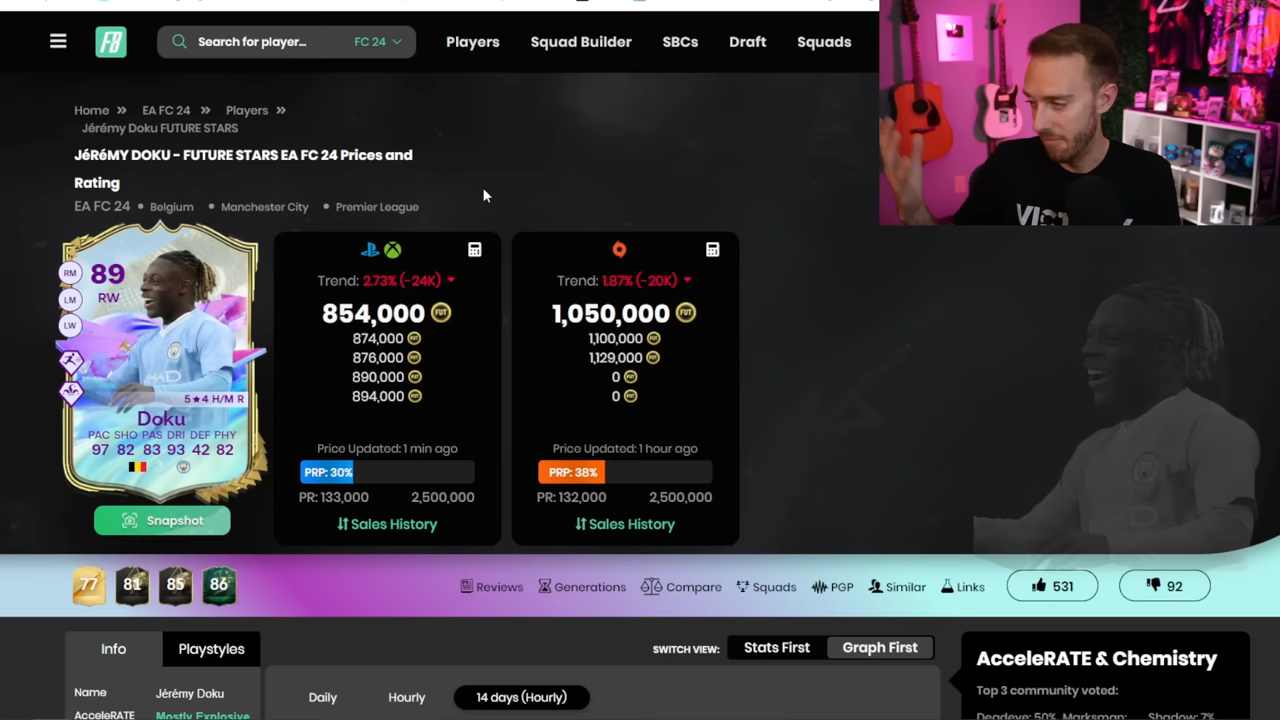 FB
Search for player...
FC 24
Players
Squad Builder
SBCs
Draft
Squads
Home » EA FC 24 » Players »
Jérémy Doku FUTURE STARS
JéRéMY DOKU - FUTURE STARS EA FC 24 Prices and
Rating
EA FC 24 • Belgium • Manchester City • Premier League
RM
LM
LW
89
RW
5★4 H/M R
Doku
PAC SHO PAS DRI DEF PHY
97 82 83 93 42 82
Snapshot
Trend: 2.73% (-24K)
854,000
874,000
876,000
890,000
894,000
Price Updated: 1 min ago
PRP: 30%
PR: 133,000 2,500,000
Sales History
Trend: 1.87% (-20K)
1,050,000
1,100,000
1,129,000
0
0
Price Updated: 1 hour ago
PRP: 38%
PR: 132,000 2,500,000
Sales History
77
81
85
86
Reviews
Generations
Compare
Squads
PGP
Similar
Links
531
92
Info
Playstyles
SWITCH VIEW:
Stats First
Graph First
Name Jérémy Doku
AcceleRATE Mostly Explosive
Daily
Hourly
14 days (Hourly)
AcceleRATE & Chemistry
Top 3 community voted:
Deadeye: 50% Marksman: Shadow: 7%